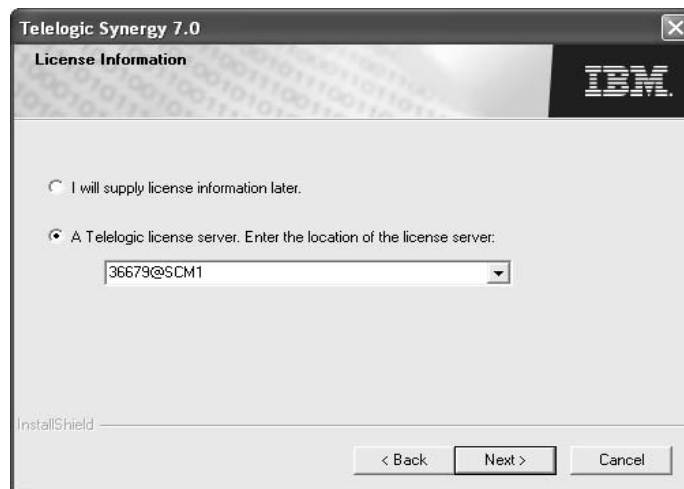 Telelogic Synergy 7.0
License Information
IBM.
I will supply license information later.
A Telelogic license server. Enter the location of the license server:
36679@SCM1
InstallShield
< Back Next > Cancel